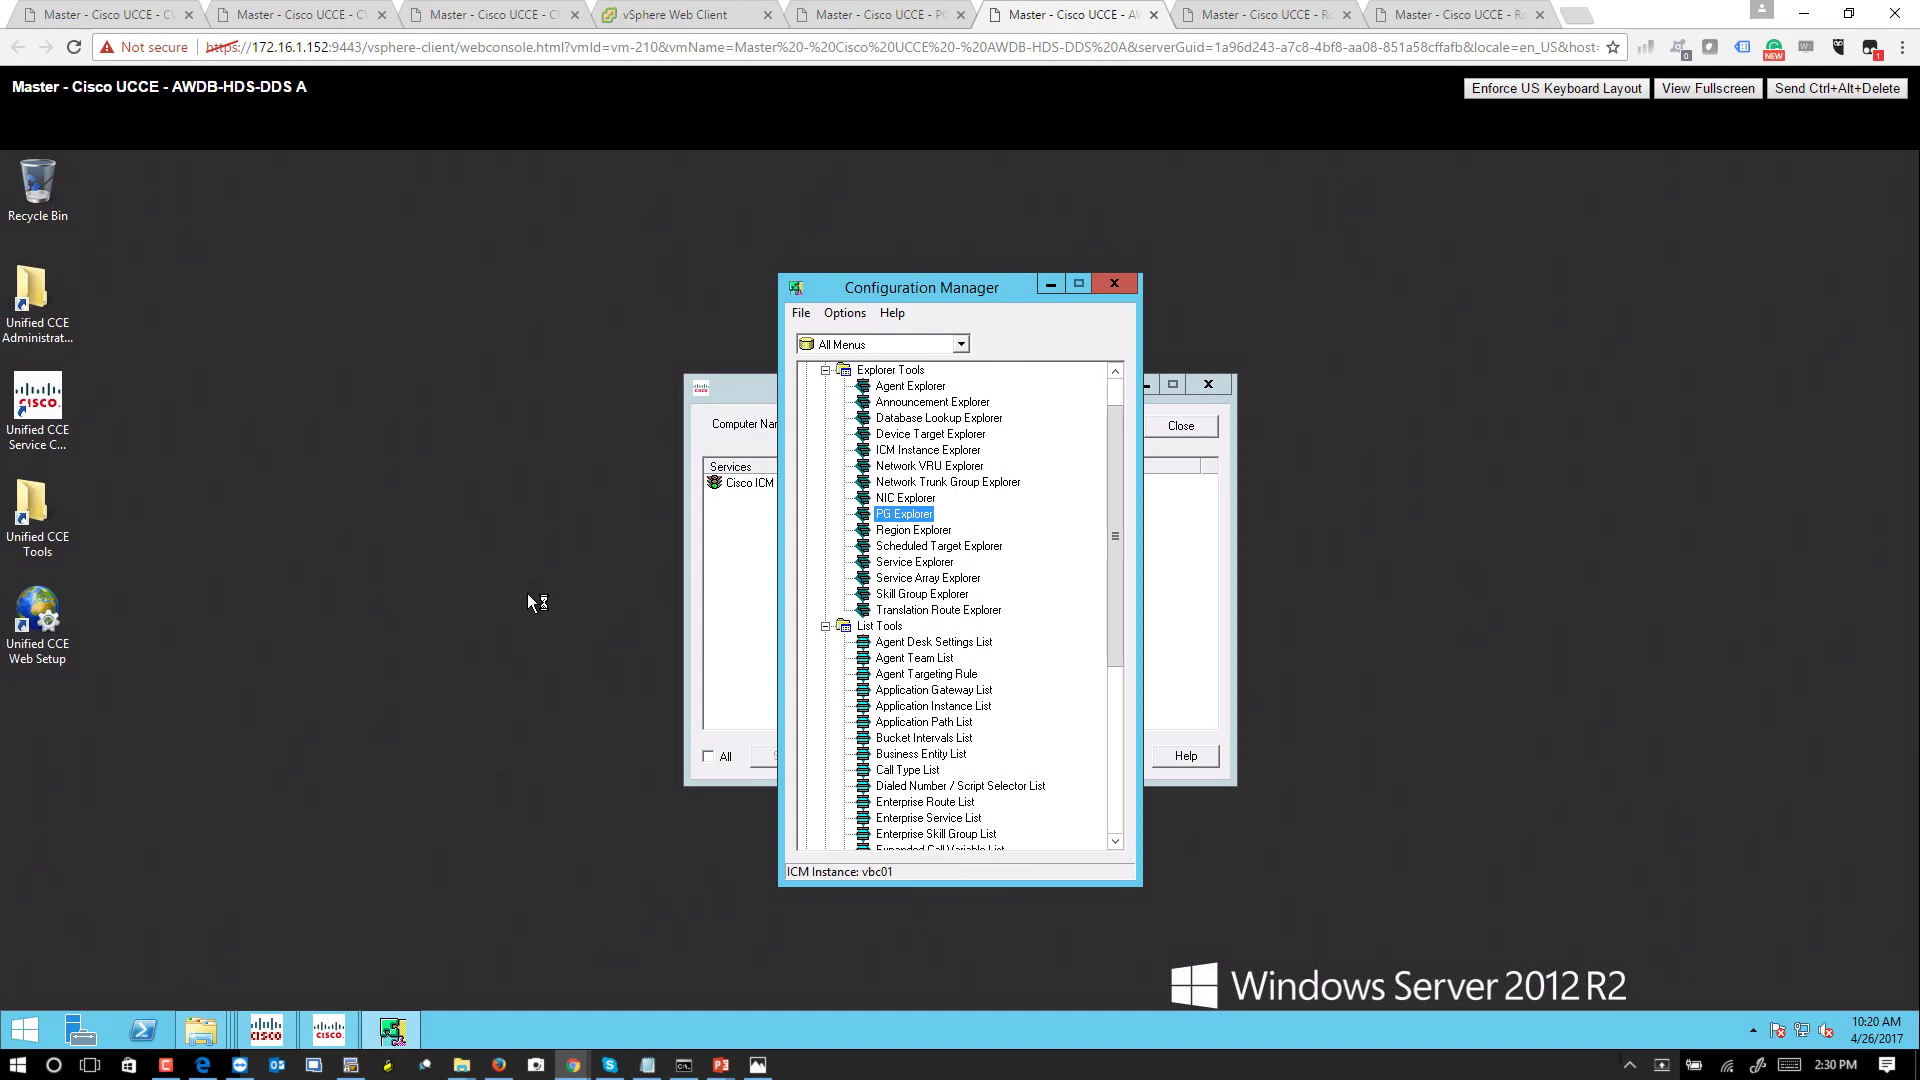 Master - Cisco UCCE - C
Master - Cisco UCCE - C
Master - Cisco UCCE - C
vSphere Web Client
Master - Cisco UCCE - P
Master - Cisco UCCE - A
Master - Cisco UCCE - R
Master - Cisco UCCE - R
Not secure
https://172.16.1.152:9443/vsphere-client/webconsole.html?vmId=vm-210&vmName=Master%20-%20Cisco%20UCCE%20-%20AWDB-HDS-DDS%20A&serverGuid=1a96d243-a7c8-4bf8-aa08-851a58cffafb&locale=en_US&host=
0
NEW
1
Master - Cisco UCCE - AWDB-HDS-DDS A
Enforce US Keyboard Layout
View Fullscreen
Send Ctrl+Alt+Delete
Recycle Bin
Unified CCE
Administrat...
CISCO.
Unified CCE
Service C...
Unified CCE
Tools
Unified CCE
Web Setup
Configuration Manager
File
Options
Help
All Menus
Explorer Tools
Agent Explorer
Announcement Explorer
Database Lookup Explorer
Device Target Explorer
ICM Instance Explorer
Network VRU Explorer
Network Trunk Group Explorer
NIC Explorer
PG Explorer
Region Explorer
Scheduled Target Explorer
Service Explorer
Service Array Explorer
Skill Group Explorer
Translation Route Explorer
List Tools
Agent Desk Settings List
Agent Team List
Agent Targeting Rule
Application Gateway List
Application Instance List
Application Path List
Bucket Intervals List
Business Entity List
Call Type List
Dialed Number / Script Selector List
Enterprise Route List
Enterprise Service List
Enterprise Skill Group List
Expanded Call Variable List
ICM Instance: vbc01
Computer Nar
Close
Services
Cisco ICM
All
Help
Windows Server 2012 R2
CISCO
CISCO.
10:20 AM
4/26/2017
2:30 PM